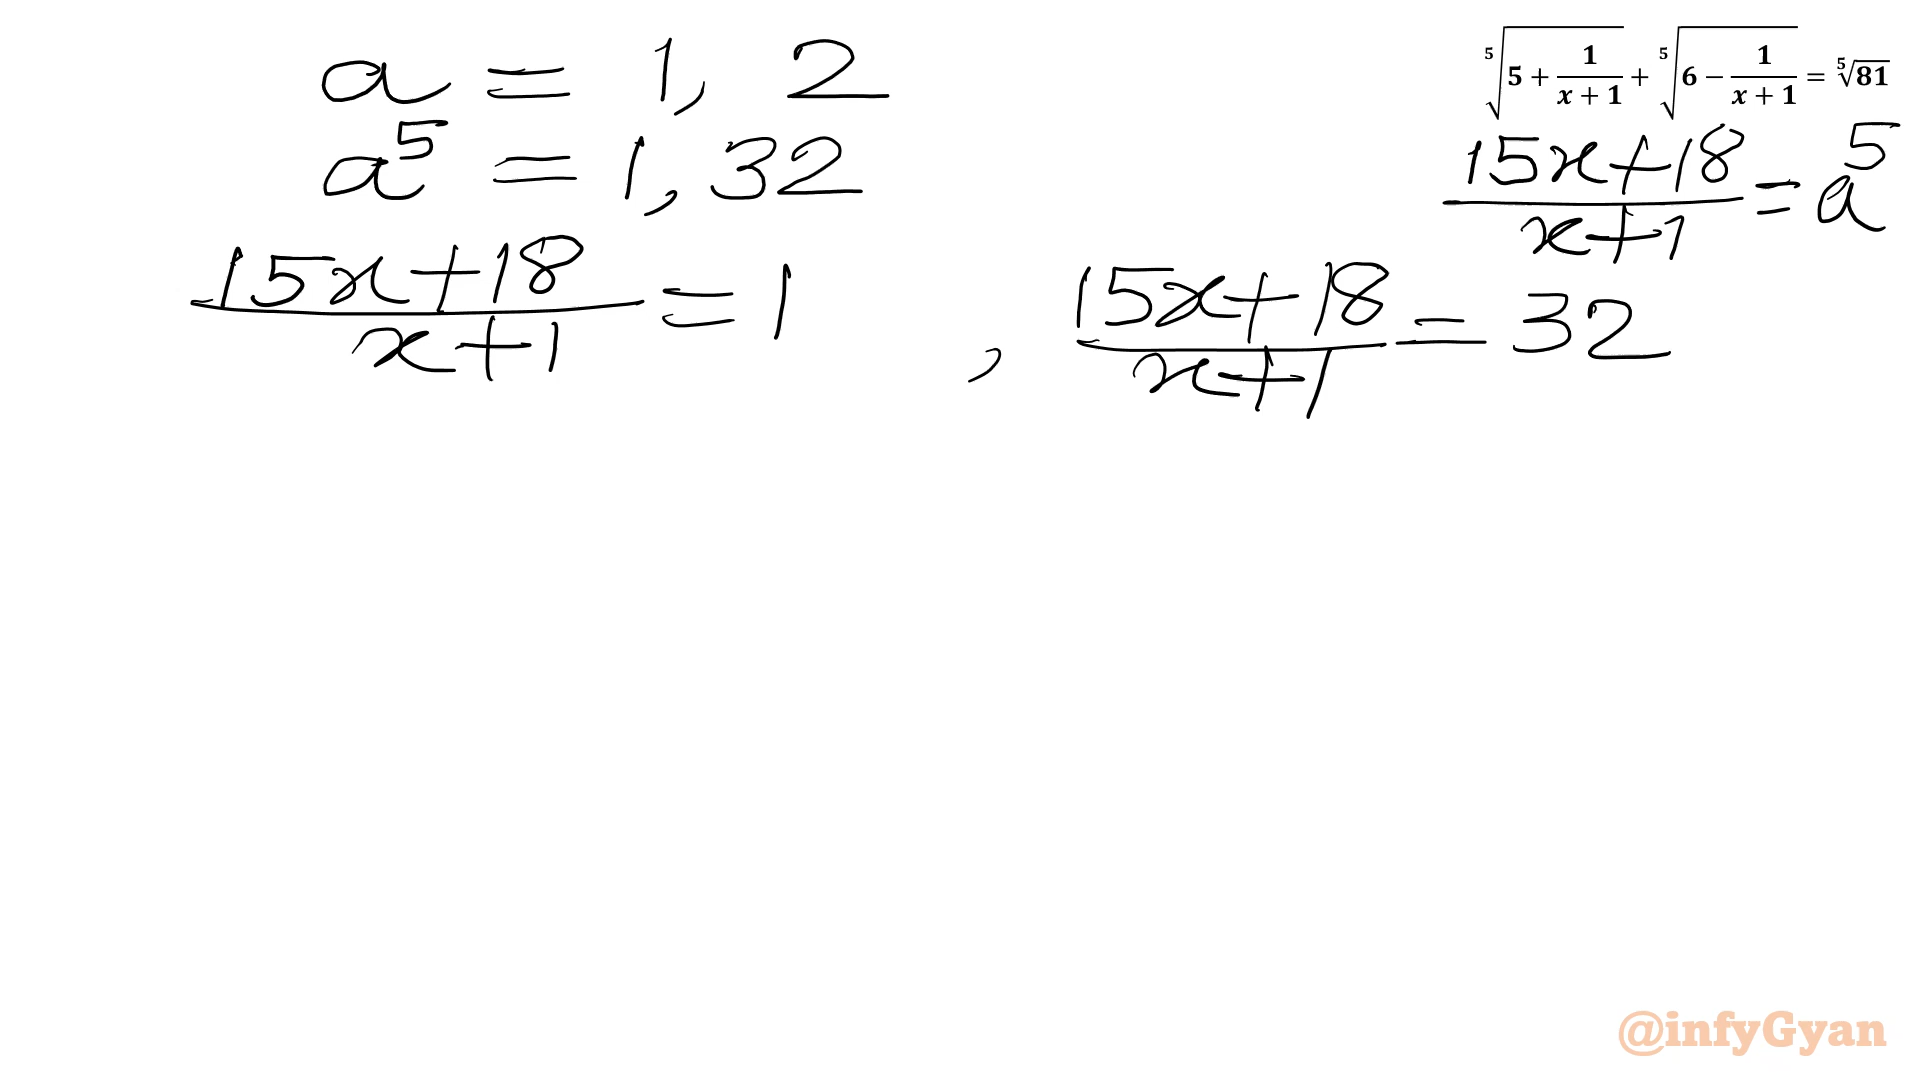 a = 1, 2
⁵√(5 + 1/(x + 1)) + ⁵√(6 − 1/(x + 1)) = ⁵√81
a⁵ = 1, 32
(15x+18)/(x+1) = a⁵
(15x+18)/(x+1) = 1 , (15x+18)/(x+1) = 32
@infyGyan